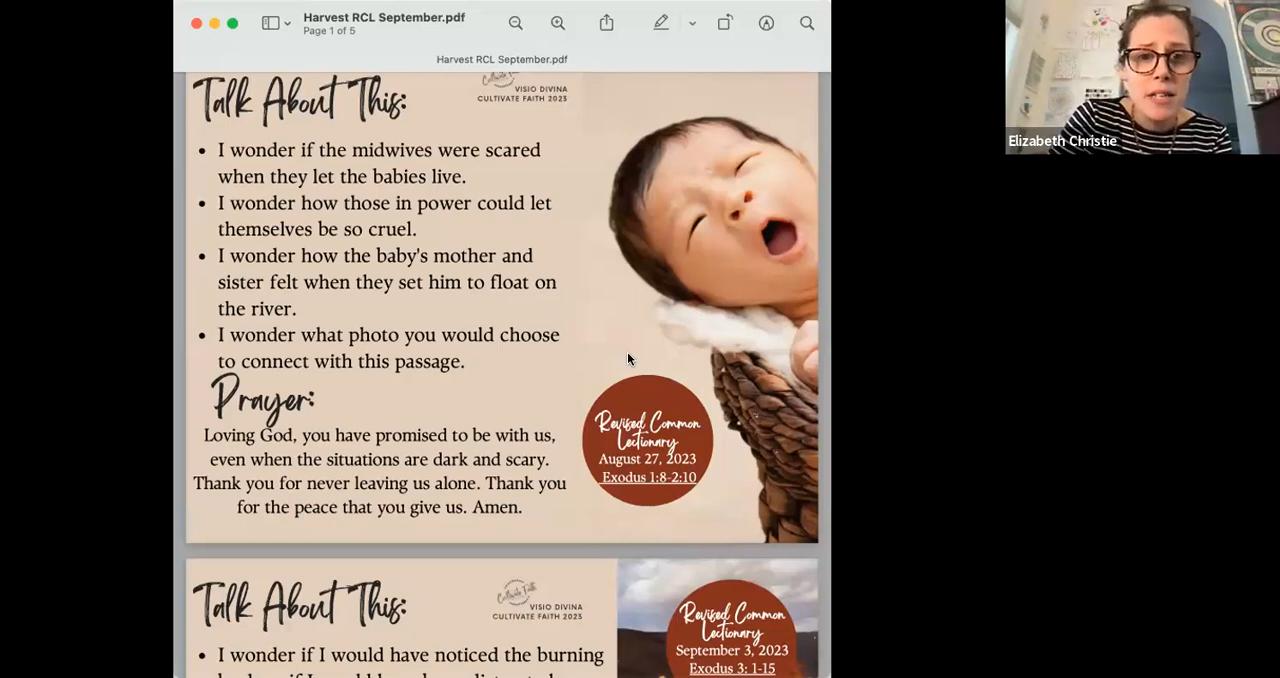 Harvest RCL September.pdf
Page 1 of 5
Harvest RCL September.pdf
Elizabeth Christie
Talk About This:
VISIO DIVINA
CULTIVATE FAITH 2023
• I wonder if the midwives were scared
when they let the babies live.
• I wonder how those in power could let
themselves be so cruel.
• I wonder how the baby's mother and
sister felt when they set him to float on
the river.
• I wonder what photo you would choose
to connect with this passage.
Prayer:
Loving God, you have promised to be with us,
even when the situations are dark and scary.
Thank you for never leaving us alone. Thank you
for the peace that you give us. Amen.
Revised Common
Lectionary
August 27, 2023
Exodus 1:8-2:10
Talk About This:
Cultivate Faith
VISIO DIVINA
CULTIVATE FAITH 2023
Revised Common
Lectionary
September 3, 2023
Exodus 3: 1-15
• I wonder if I would have noticed the burning